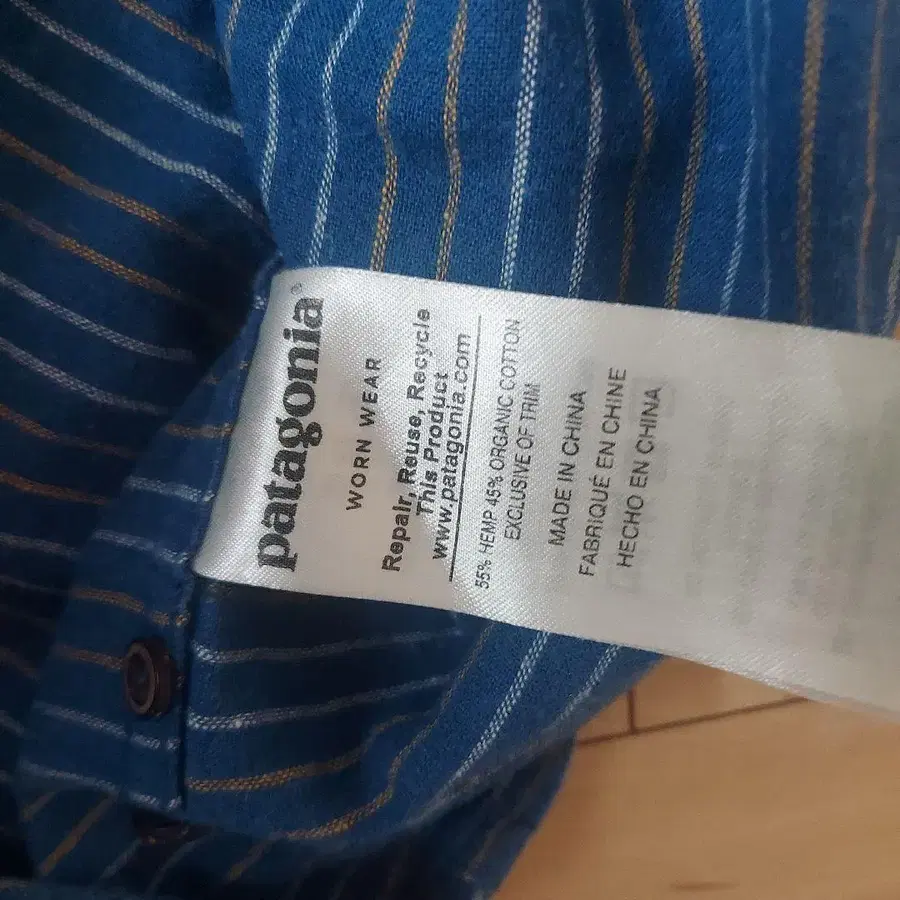 patagonia®
WORN WEAR
Repair, Reuse, Recycle
This Product
www.patagonia.com
55% HEMP 45% ORGANIC COTTON
EXCLUSIVE OF TRIM
MADE IN CHINA
FABRIQUÉ EN CHINE
HECHO EN CHINA